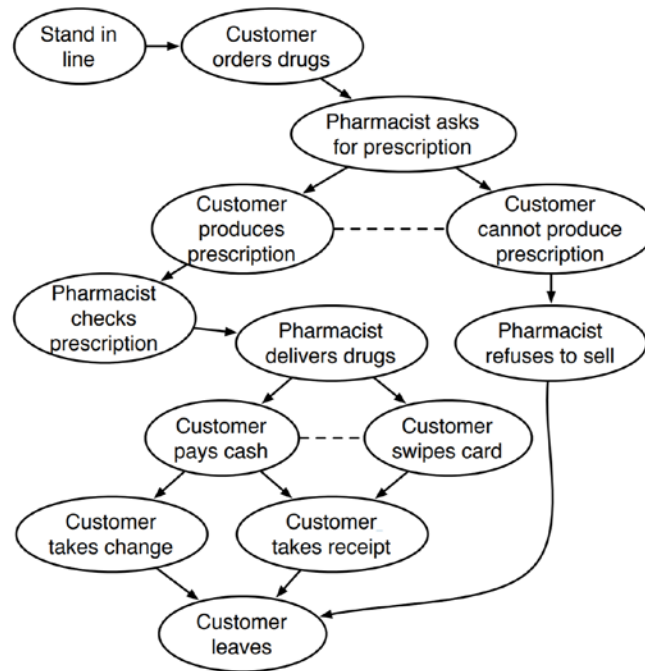 Stand in
line
Customer
orders drugs
Pharmacist asks
for prescription
Customer
produces
prescription
Customer
cannot produce
prescription
Pharmacist
checks
prescription
Pharmacist
delivers drugs
Pharmacist
refuses to sell
Customer
pays cash
Customer
swipes card
Customer
takes change
Customer
takes receipt
Customer
leaves